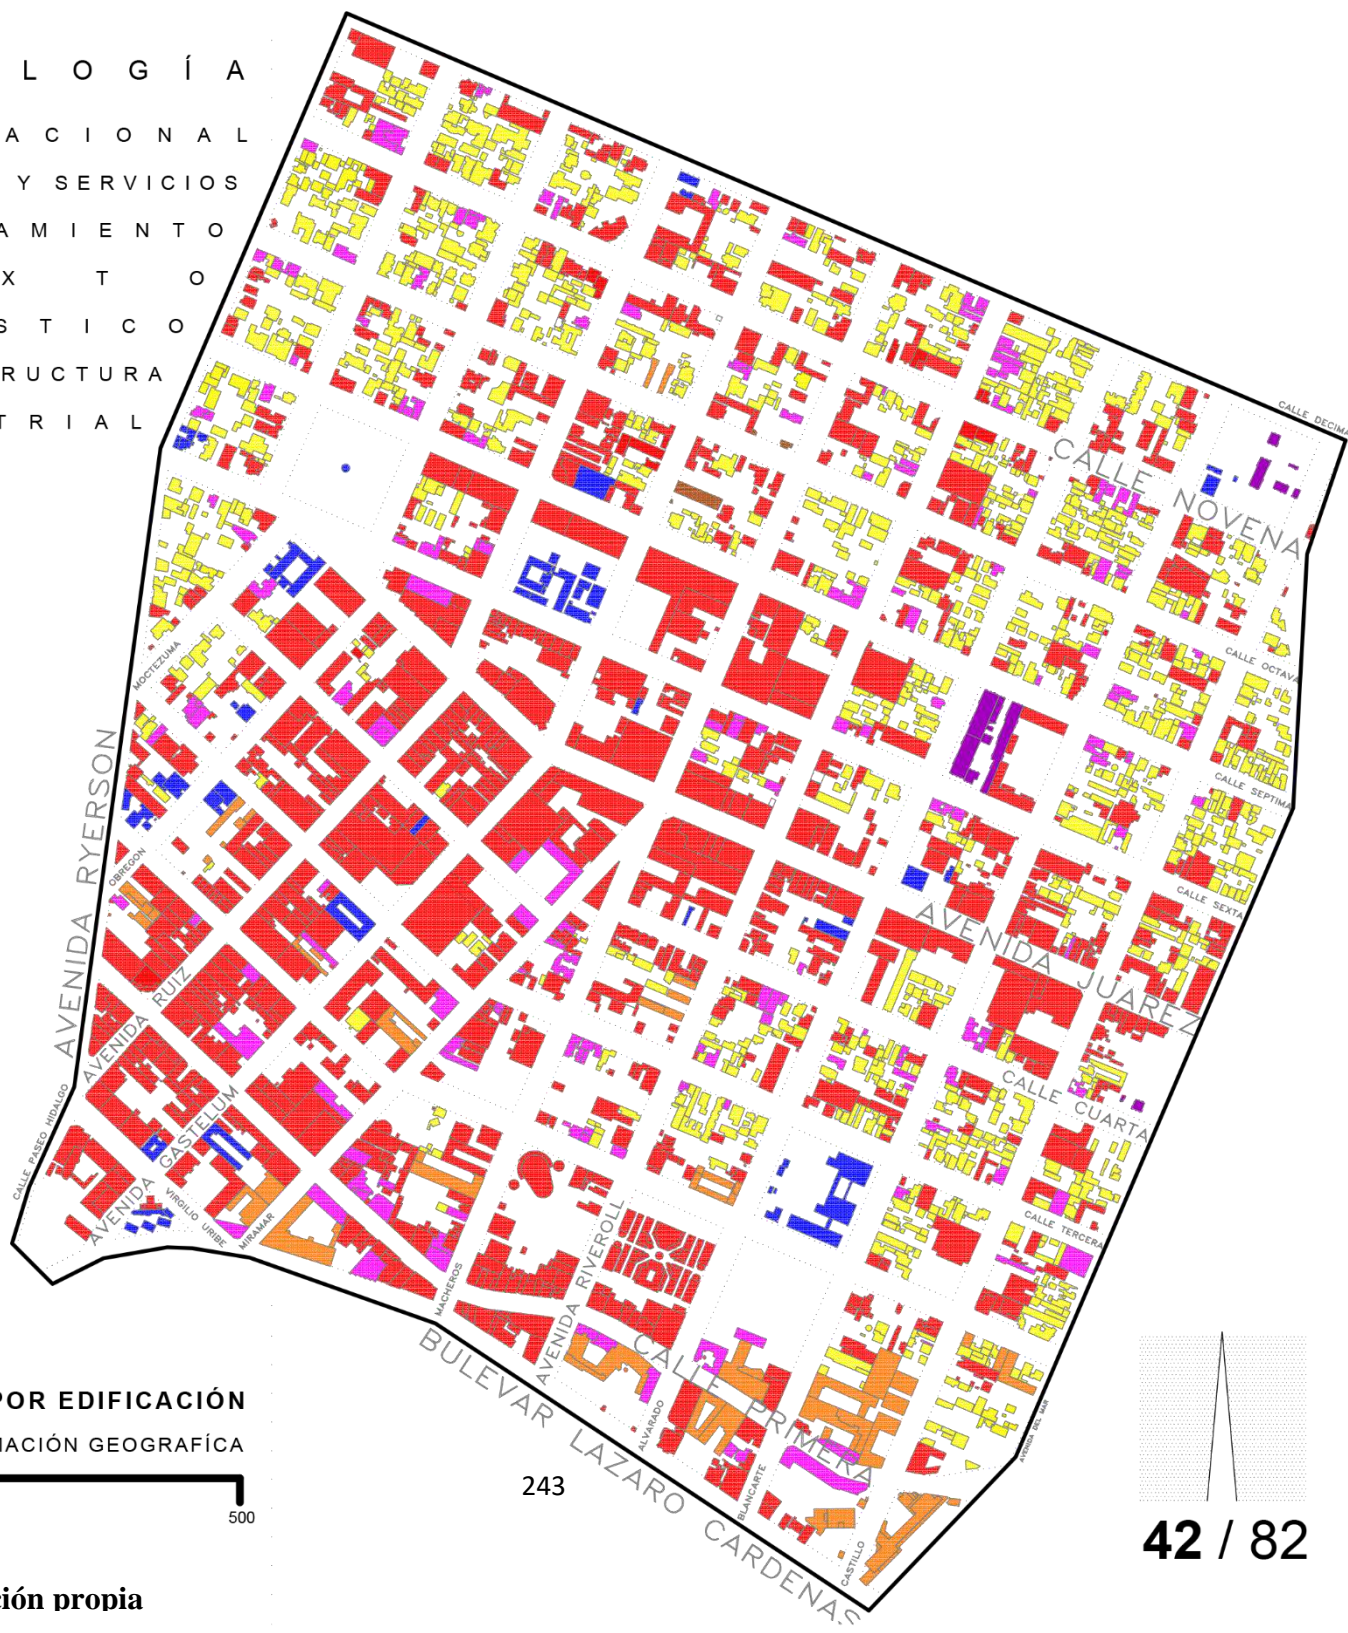 L O G Í A
A C I O N A L
Y SERVICIOS
A M I E N T O
X T O
S T I C O
RUCTURA
T R I A L
CALLE DECIMA
CALLE NOVENA
CALLE OCTAVA
MOCTEZUMA
AVENIDA RYERSON
CALLE SEPTIMA
OBREGON
CALLE SEXTA
AVENIDA JUAREZ
AVENIDA RUIZ
CALLE CUARTA
CALLE PASEO HIDALGO
AVENIDA GASTELUM
VIRGILIO URIBE
MIRAMAR
CALLE TERCERA
MACHEROS
AVENIDA RIVEROLL
CALLE PRIMERA
BULEVAR LAZARO CARDENAS
ALVARADO
BLANCARTE
CASTILLO
AVENIDA DEL MAR
POR EDIFICACIÓN
MACIÓN GEOGRAFÍCA
500
243
42 / 82
ción propia